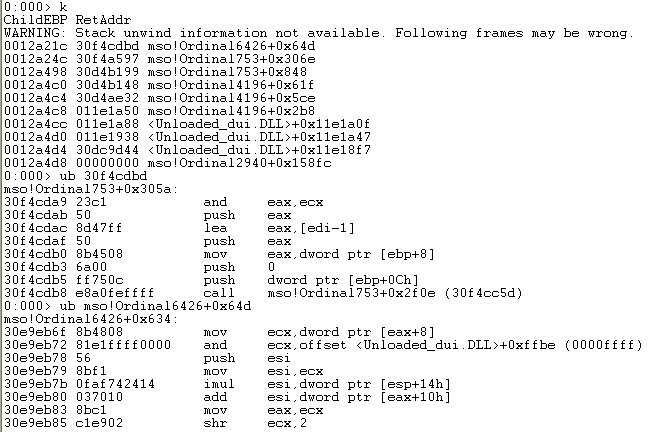 0:000> k
ChildEBP RetAddr
WARNING: Stack unwind information not available. Following frames may be wrong.
0012a21c 30f4cdbd mso!Ordinal6426+0x64d
0012a24c 30f4a597 mso!Ordinal753+0x306e
0012a498 30d4b199 mso!Ordinal753+0x848
0012a4c0 30d4b148 mso!Ordinal4196+0x61f
0012a4c4 30d4ae32 mso!Ordinal4196+0x5ce
0012a4c8 011e1a50 mso!Ordinal4196+0x2b8
0012a4cc 011e1a88 <Unloaded_dui.DLL>+0x11e1a0f
0012a4d0 011e1938 <Unloaded_dui.DLL>+0x11e1a47
0012a4d4 30dc9d44 <Unloaded_dui.DLL>+0x11e18f7
0012a4d8 00000000 mso!Ordinal2940+0x158fc
0:000> ub 30f4cdbd
mso!Ordinal753+0x305a:
30f4cda9 23c1 and eax,ecx
30f4cdab 50 push eax
30f4cdac 8d47ff lea eax,[edi-1]
30f4cdaf 50 push eax
30f4cdb0 8b4508 mov eax,dword ptr [ebp+8]
30f4cdb3 6a00 push 0
30f4cdb5 ff750c push dword ptr [ebp+0Ch]
30f4cdb8 e8a0feffff call mso!Ordinal753+0x2f0e (30f4cc5d)
0:000> ub mso!Ordinal6426+0x64d
mso!Ordinal6426+0x634:
30e9eb6f 8b4808 mov ecx,dword ptr [eax+8]
30e9eb72 81e1ffff0000 and ecx,offset <Unloaded_dui.DLL>+0xffbe (0000ffff)
30e9eb78 56 push esi
30e9eb79 8bf1 mov esi,ecx
30e9eb7b 0faf742414 imul esi,dword ptr [esp+14h]
30e9eb80 037010 add esi,dword ptr [eax+10h]
30e9eb83 8bc1 mov eax,ecx
30e9eb85 c1e902 shr ecx,2